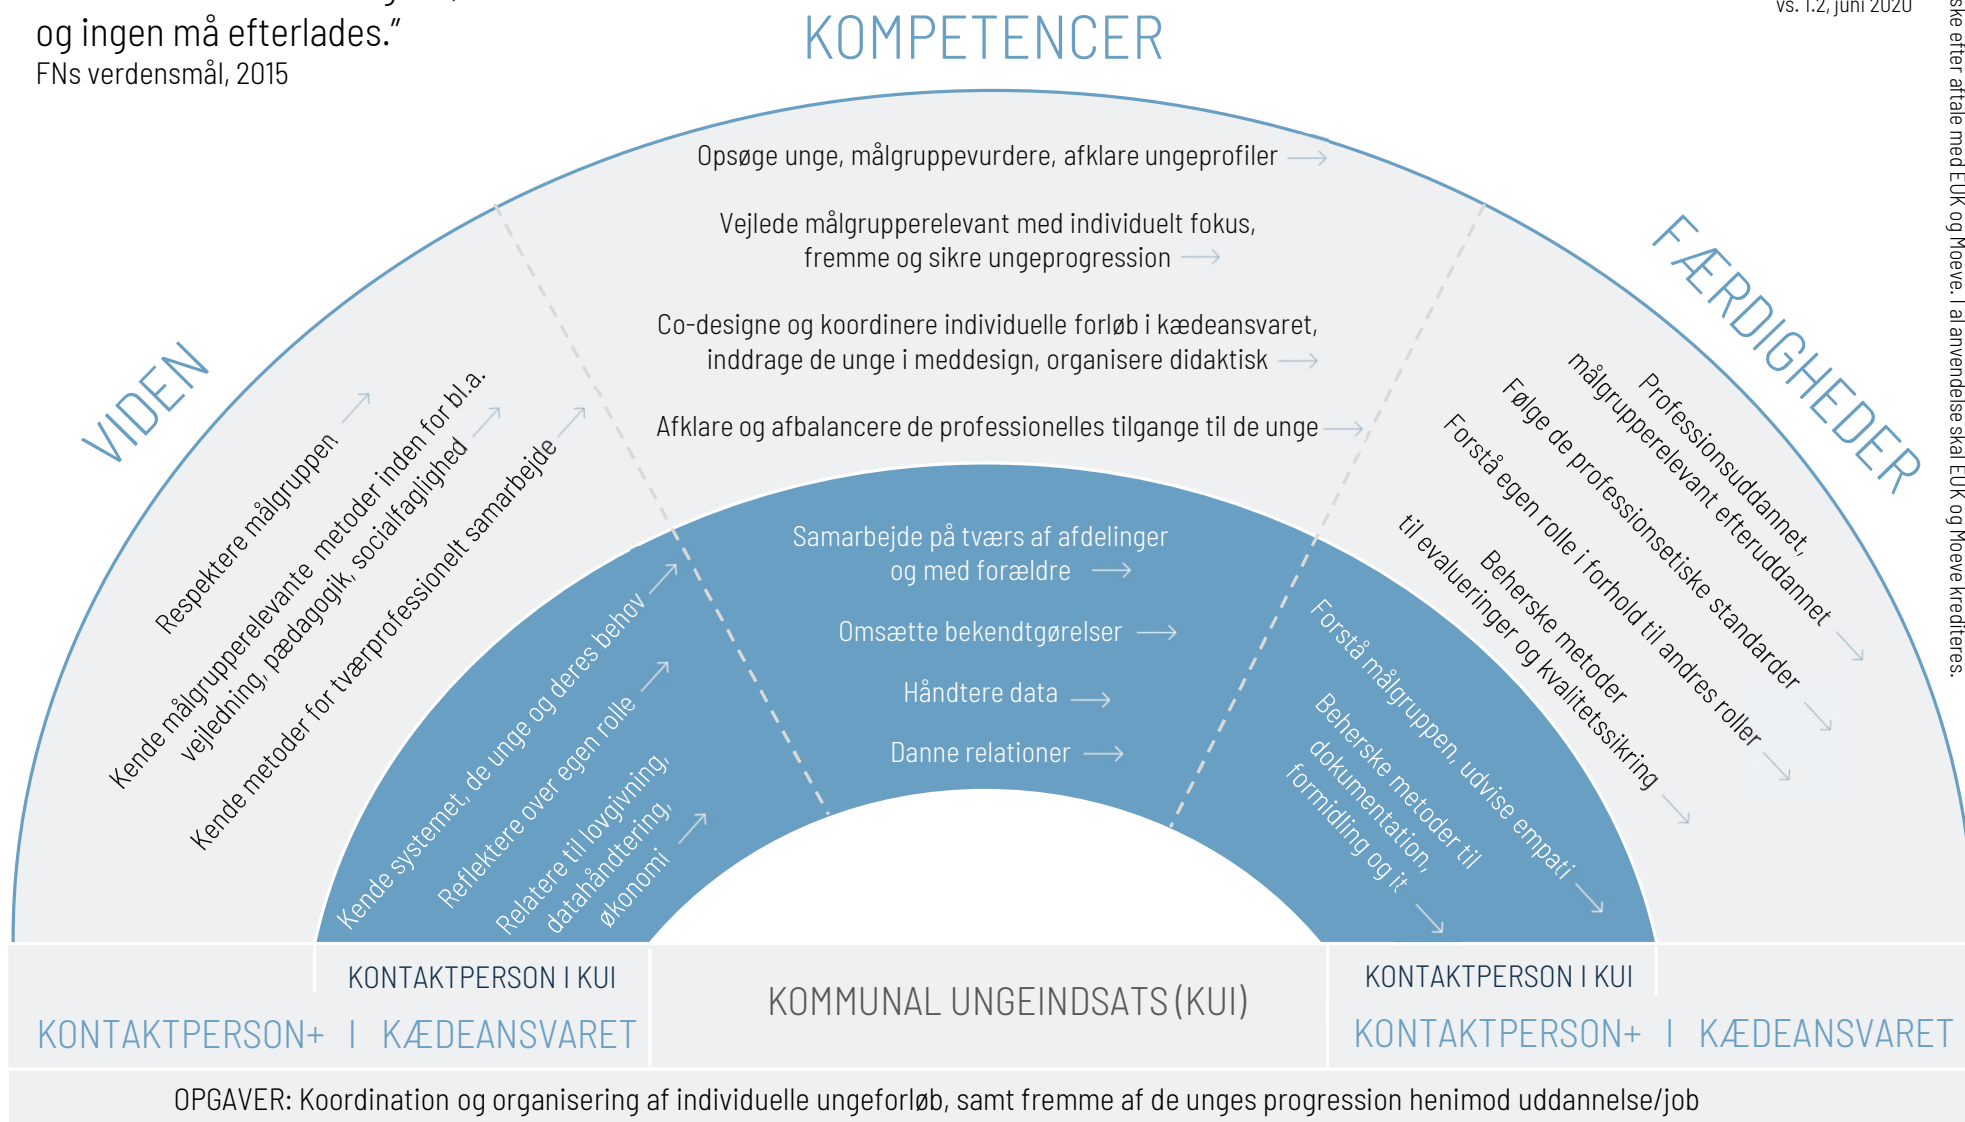 og ingen må efterlades.”
FNs verdensmål, 2015
vs. 1.2, juni 2020
KOMPETENCER
Opsøge unge, målgruppevurdere, afklare ungeprofiler
Vejlede målgrupperelevant med individuelt fokus,
fremme og sikre ungeprogression
Co-designe og koordinere individuelle forløb i kædeansvaret,
inddrage de unge i meddesign, organisere didaktisk
Afklare og afbalancere de professionelles tilgange til de unge
Samarbejde på tværs af afdelinger
og med forældre
Omsætte bekendtgørelser
Håndtere data
Danne relationer
VIDEN
Respektere målgruppen
Kende målgrupperelevante metoder inden for bl.a.
vejledning, pædagogik, socialfaglighed
Kende metoder for tværprofessionelt samarbejde
Kende systemet, de unge og deres behov
Reflektere over egen rolle
Relatere til lovgivning,
datahåndtering,
økonomi
FÆRDIGHEDER
Professionsuddannet,
målgrupperelevant efteruddannet
Følge de professionsetiske standarder
Forstå egen rolle i forhold til andres roller
Beherske metoder
til evalueringer og kvalitetssikring
Forstå målgruppen, udvise empati
Beherske metoder til
dokumentation,
formidling og it
ske efter aftale med EUK og Moeve. I al anvendelse skal EUK og Moeve krediteres.
KONTAKTPERSON I KUI
KONTAKTPERSON+ I KÆDEANSVARET
KOMMUNAL UNGEINDSATS (KUI)
KONTAKTPERSON I KUI
KONTAKTPERSON+ I KÆDEANSVARET
OPGAVER: Koordination og organisering af individuelle ungeforløb, samt fremme af de unges progression henimod uddannelse/job